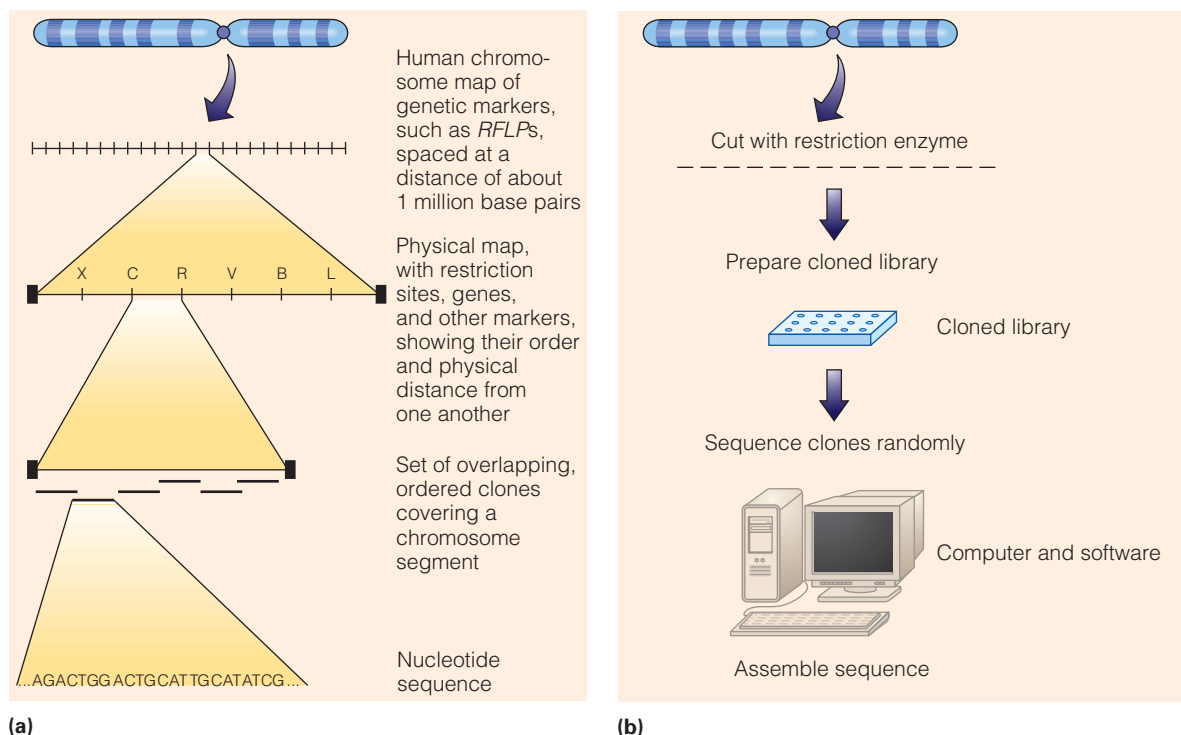 Human chromo-
some map of
genetic markers,
such as RFLPs,
spaced at a
distance of about
1 million base pairs
X C R V B L
Physical map,
with restriction
sites, genes,
and other markers,
showing their order
and physical
distance from
one another
Set of overlapping,
ordered clones
covering a
chromosome
segment
...AGACTGGACTGCATTGCATATCG...
Nucleotide
sequence
(a)
Cut with restriction enzyme
Prepare cloned library
Cloned library
Sequence clones randomly
Computer and software
Assemble sequence
(b)